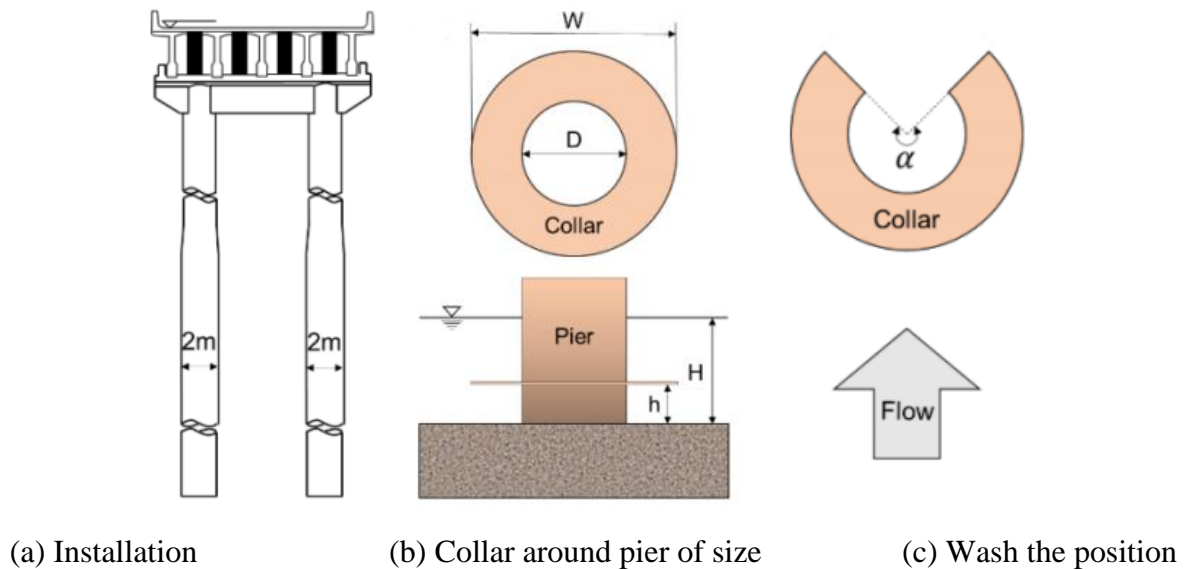 2m
2m
W
D
Collar
Pier
H
h
α
Collar
Flow
(a) Installation
(b) Collar around pier of size
(c) Wash the position